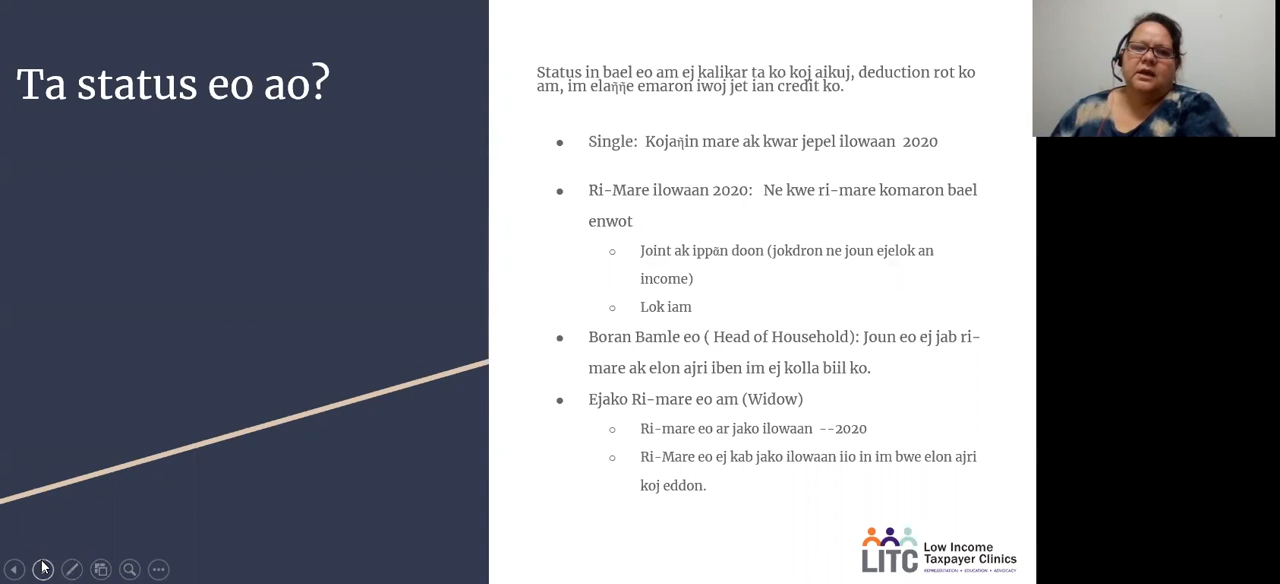 Ta status eo ao?
Status in bael eo am ej kalikar ta ko koj aikuj, deduction rot ko
am, im elaññe emaron iwoj jet ian credit ko.
● Single: Kojañin mare ak kwar jepel ilowaan 2020
● Ri-Mare ilowaan 2020: Ne kwe ri-mare komaron bael
enwot
○ Joint ak ippān doon (jokdron ne joun ejelok an
income)
○ Lok iam
● Boran Bamle eo ( Head of Household): Joun eo ej jab ri-
mare ak elon ajri iben im ej kolla biil ko.
● Ejako Ri-mare eo am (Widow)
○ Ri-mare eo ar jako ilowaan --2020
○ Ri-Mare eo ej kab jako ilowaan iio in im bwe elon ajri
koj eddon.
LITC Low Income
Taxpayer Clinics
REPRESENTATION • EDUCATION • ADVOCACY